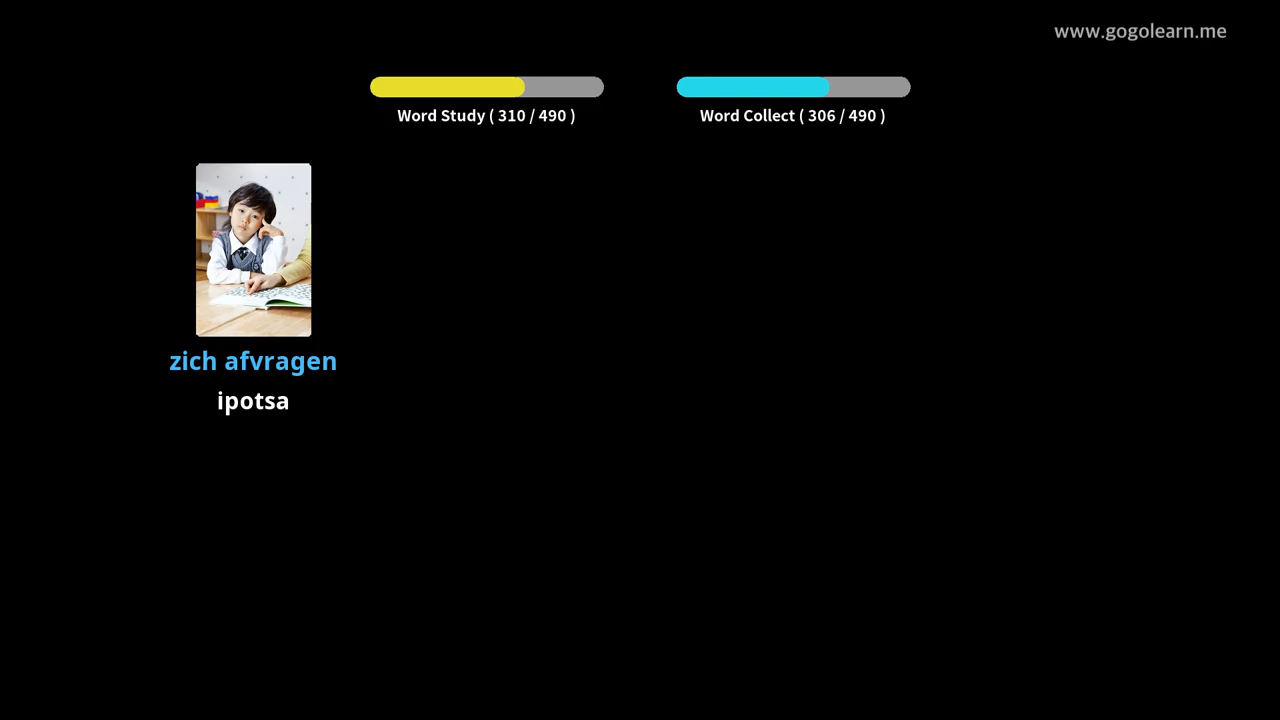 www.gogolearn.me
Word Study ( 310 / 490 )
Word Collect ( 306 / 490 )
zich afvragen
ipotsa